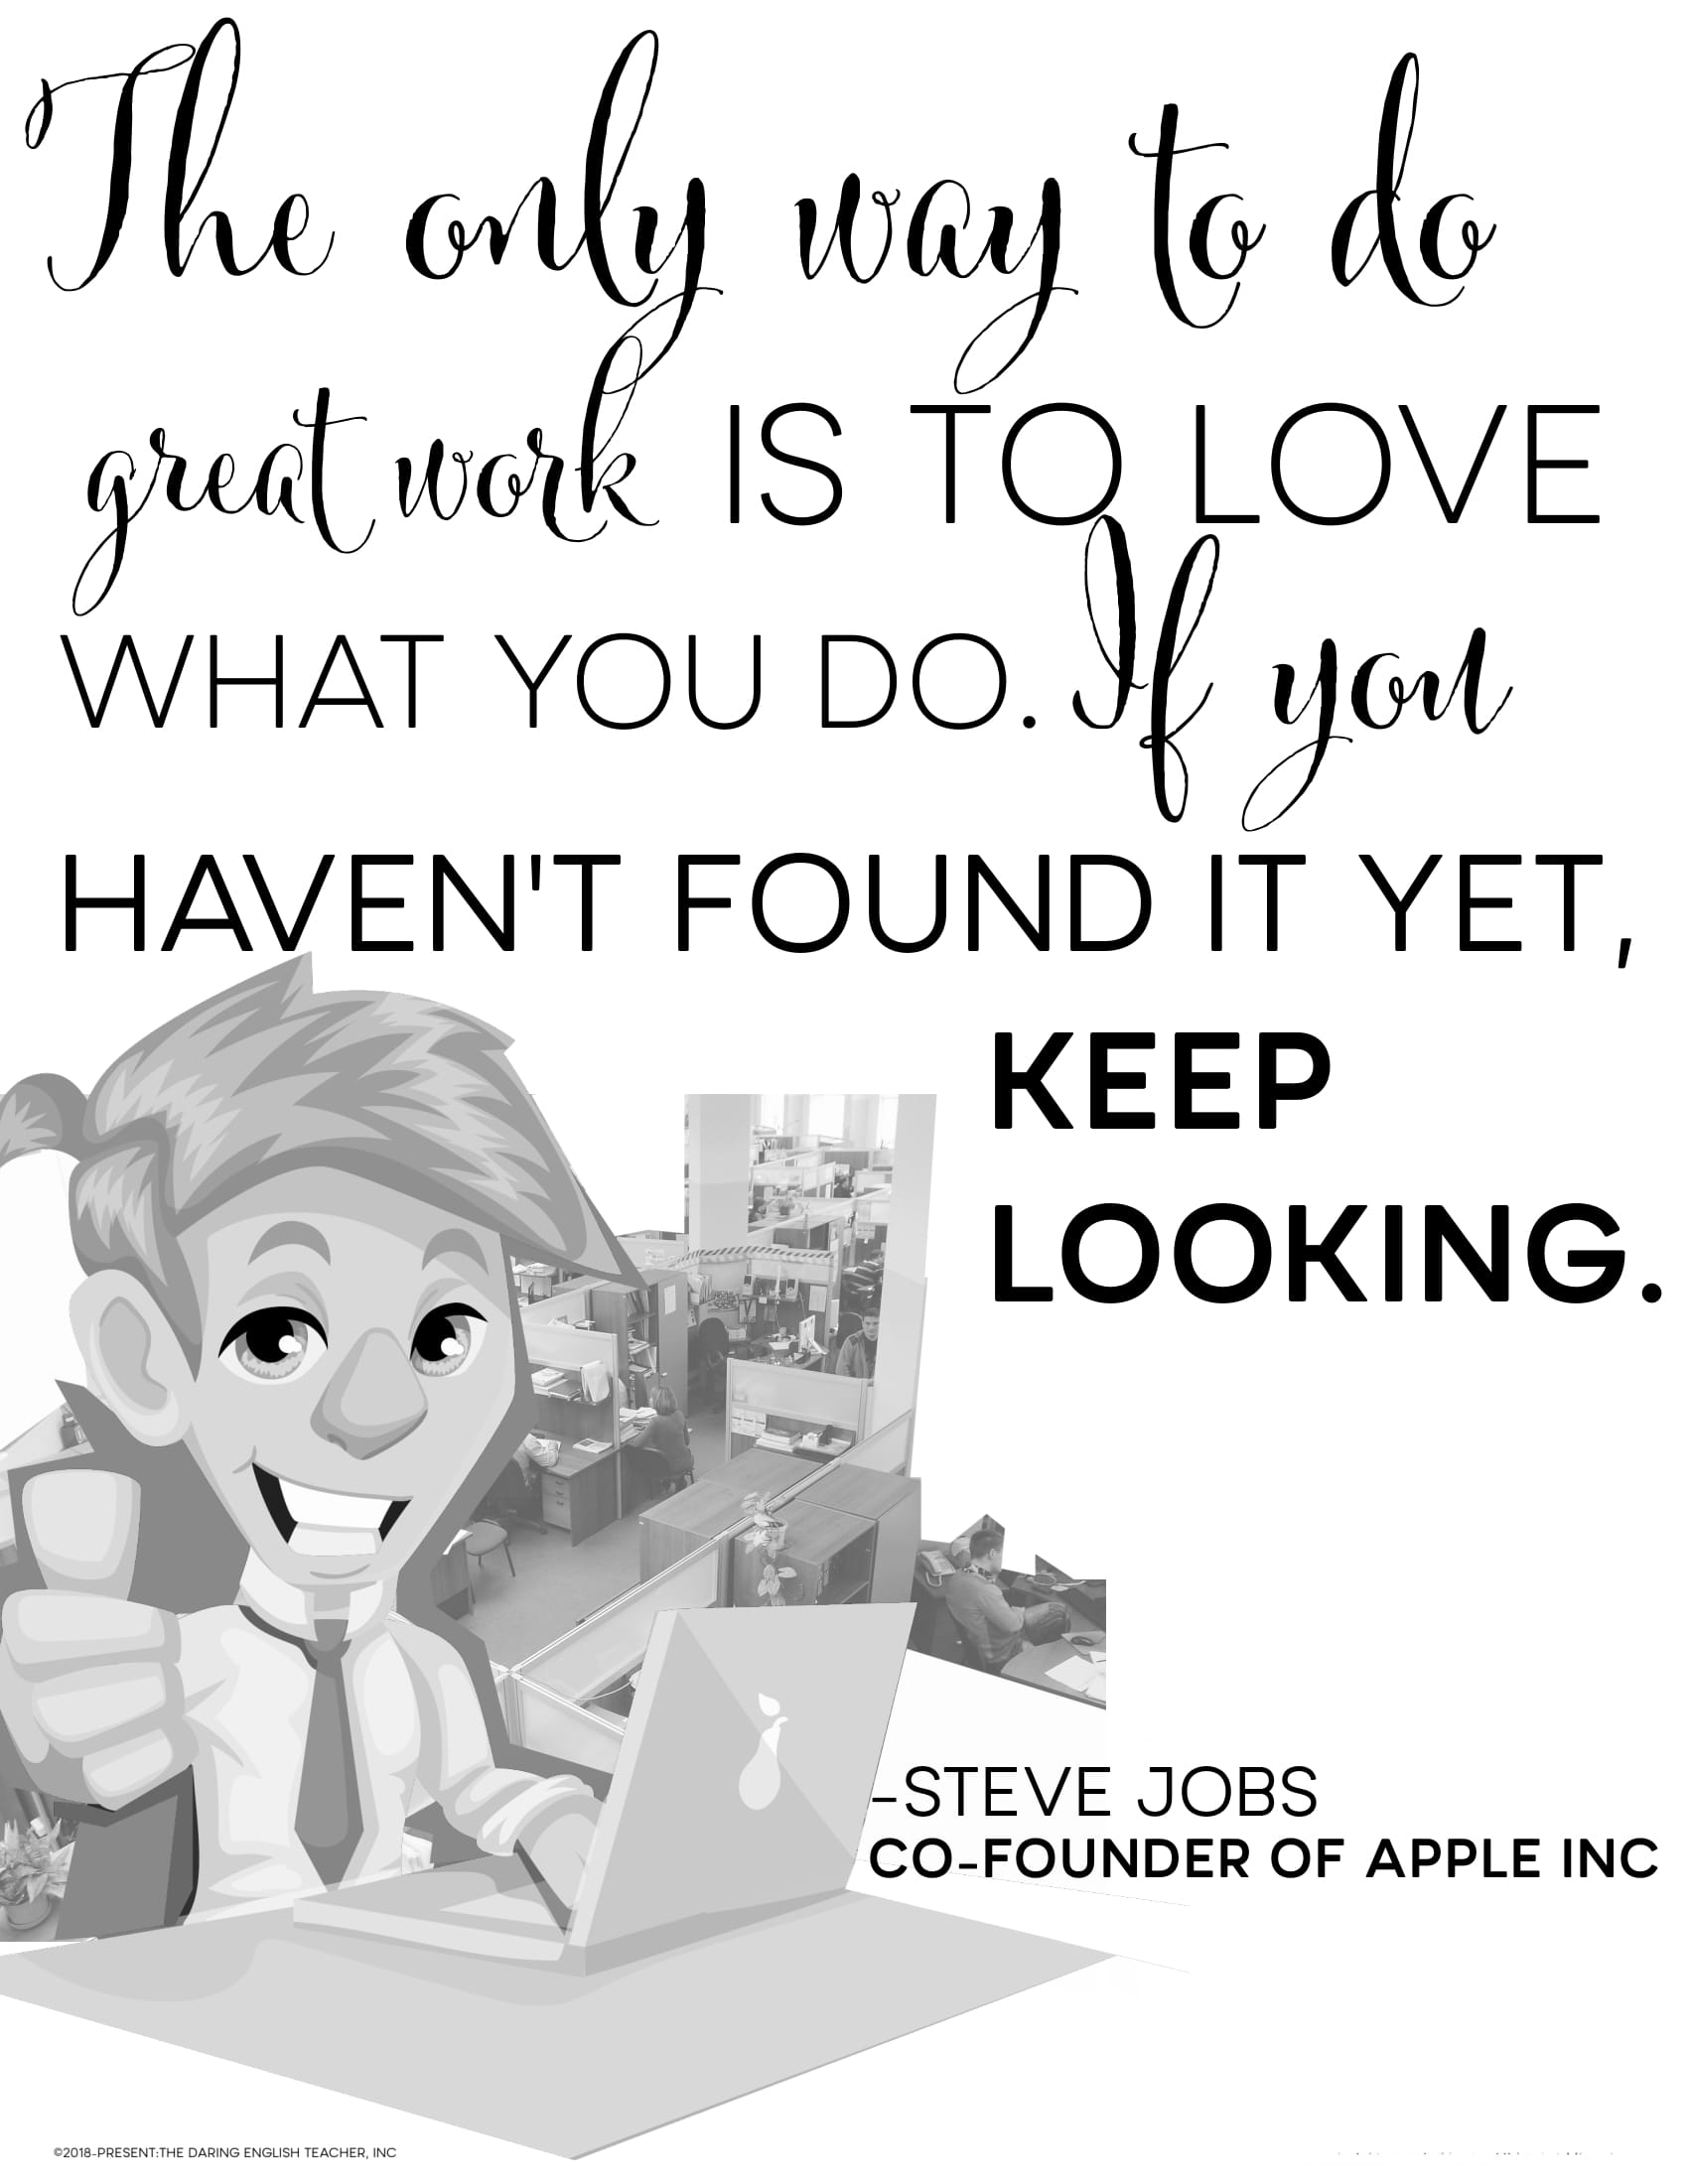 The only way to do
great work IS TO LOVE
WHAT YOU DO. If you
HAVEN'T FOUND IT YET,
KEEP
LOOKING.
-STEVE JOBS
CO-FOUNDER OF APPLE INC
©2018-PRESENT:THE DARING ENGLISH TEACHER, INC